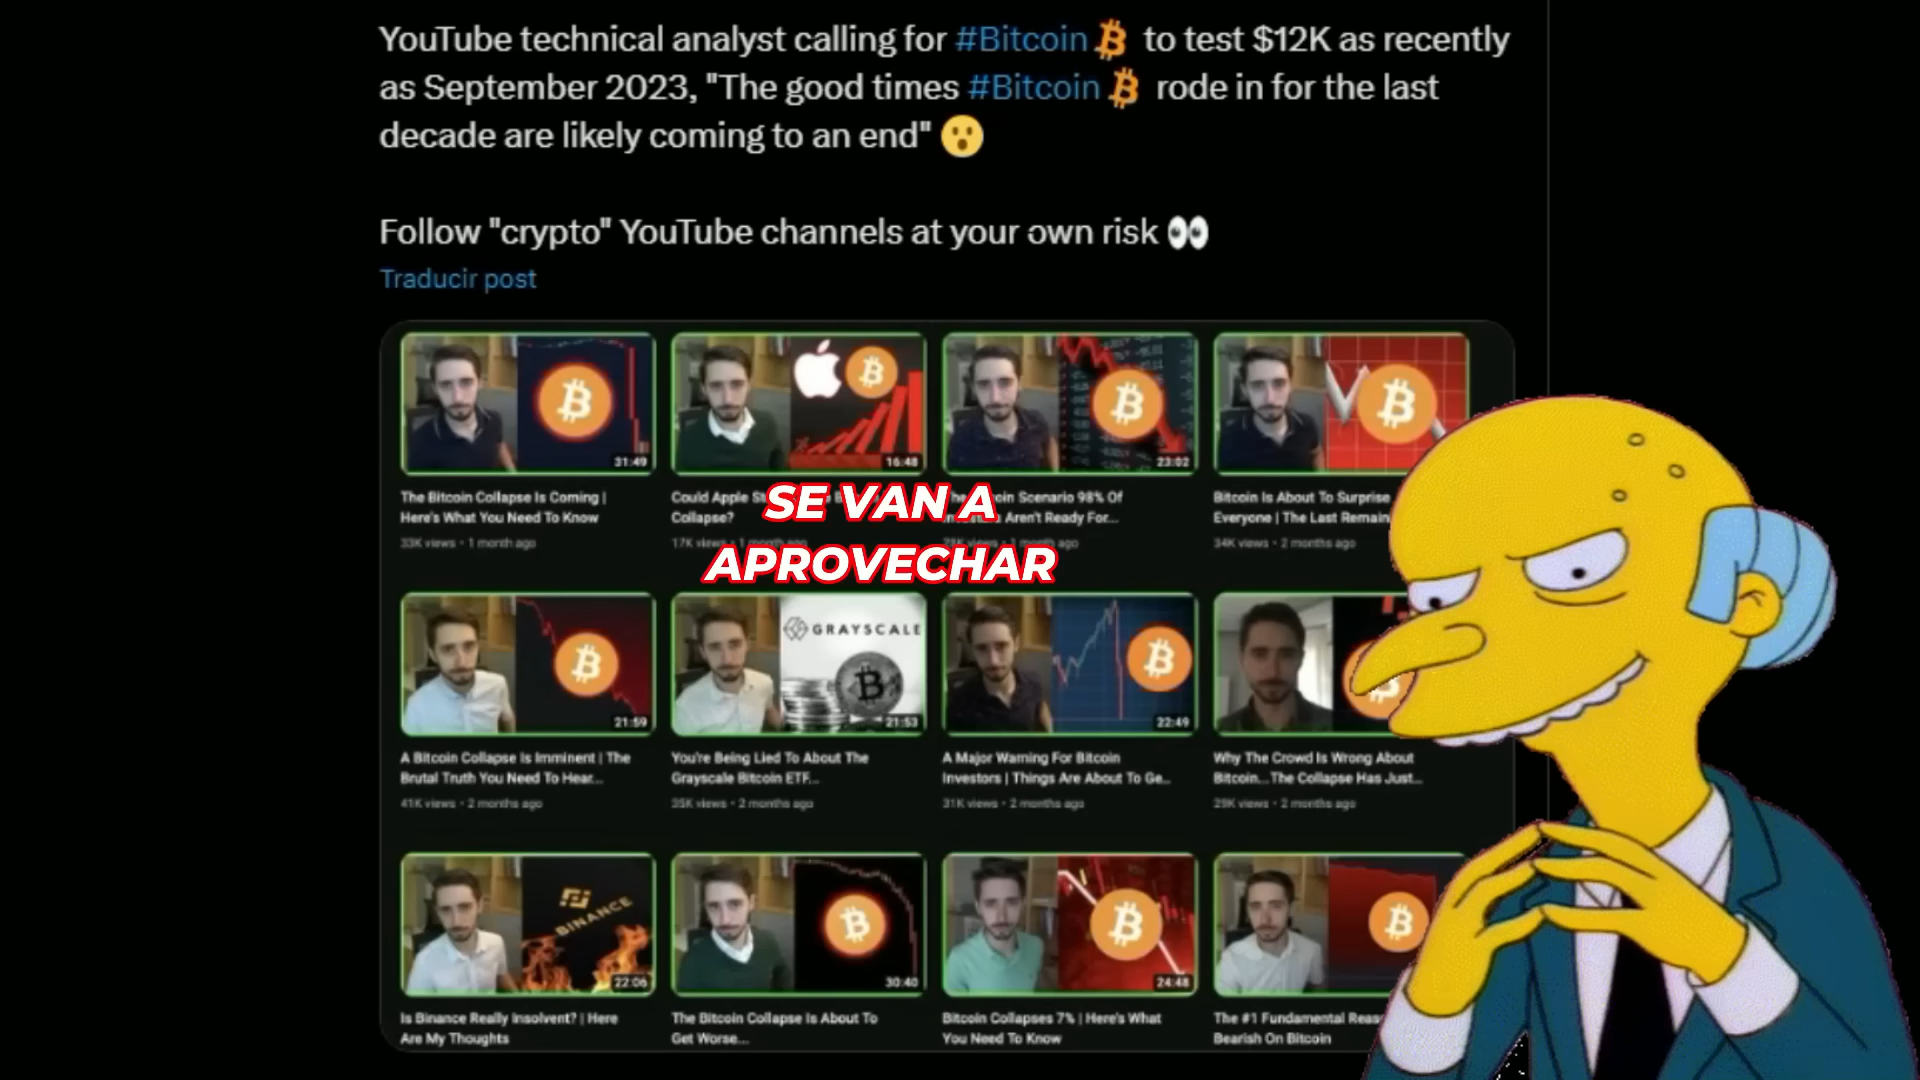 YouTube technical analyst calling for #Bitcoin to test $12K as recently
as September 2023, "The good times #Bitcoin rode in for the last
decade are likely coming to an end" 😮
Follow "crypto" YouTube channels at your own risk 👀
Traducir post
31:49
16:48
23:02
The Bitcoin Collapse Is Coming |
Here's What You Need To Know
33K views • 1 month ago
Could Apple
Collapse?
17K views • 1 month ago
Scenario 98% Of
Aren't Ready For...
1 month ago
Bitcoin Is About To Surprise
Everyone | The Last
34K views • 2 months ago
SE VAN A
APROVECHAR
GRAYSCALE
21:59
21:53
22:49
A Bitcoin Collapse Is Imminent | The
Brutal Truth You Need To Hear...
41K views • 2 months ago
You're Being Lied To About The
Grayscale Bitcoin ETF...
35K views • 2 months ago
A Major Warning For Bitcoin
Investors | Things Are About To Ge...
31K views • 2 months ago
Why The Crowd Is Wrong About
Bitcoin...The Collapse Has Just...
29K views • 2 months ago
BINANCE
22:06
30:40
24:48
Is Binance Really Insolvent? | Here
Are My Thoughts
The Bitcoin Collapse Is About To
Get Worse...
Bitcoin Collapses 7% | Here's What
You Need To Know
The #1 Fundamental
Bearish On Bitcoin